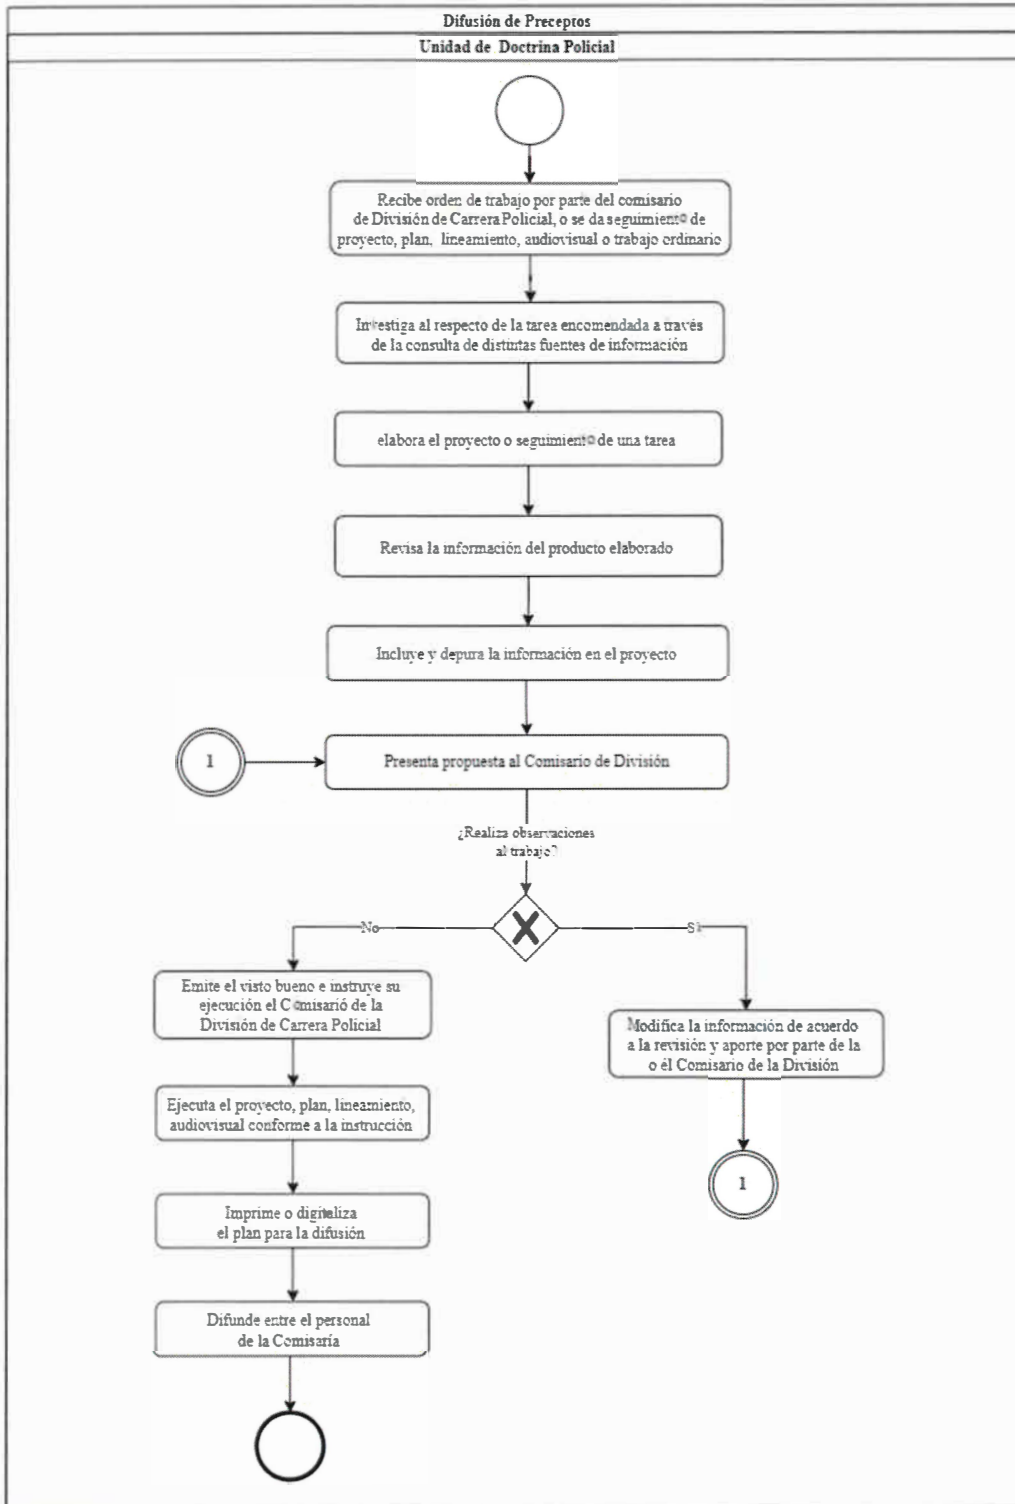 Difusión de Preceptos
Unidad de Doctrina Policial
Recibe orden de trabajo por parte del comisario
de División de Carrera Policial, o se da seguimiento de
proyecto, plan, lineamiento, audiovisual o trabajo ordinario
Investiga al respecto de la tarea encomendada a través
de la consulta de distintas fuentes de información
elabora el proyecto o seguimiento de una tarea
Revisa la información del producto elaborado
Incluye y depura la información en el proyecto
1
Presenta propuesta al Comisario de División
¿Realiza observaciones
al trabajo?
No
Sí
Emite el visto bueno e instruye su
ejecución el Comisarió de la
División de Carrera Policial
Modifica la información de acuerdo
a la revisión y aporte por parte de la
o él Comisario de la División
Ejecuta el proyecto, plan, lineamiento,
audiovisual conforme a la instrucción
1
Imprime o digitaliza
el plan para la difusión
Difunde entre el personal
de la Comisaría